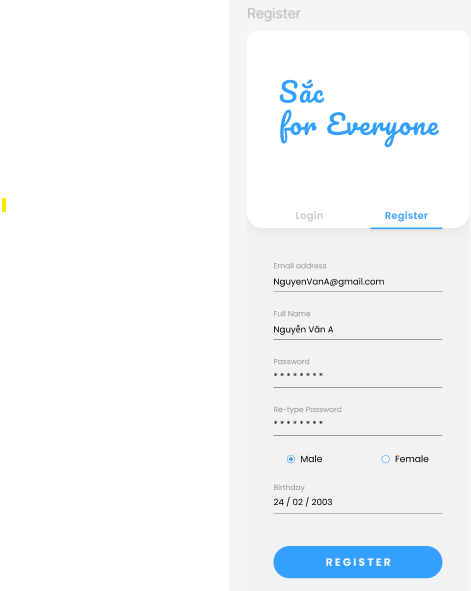 Register
Sắc
for Everyone
Login Register
Email address
NguyenVanA@gmail.com
Full Name
Nguyễn Văn A
Password
* * * * * * * *
Re-type Password
* * * * * * * *
Male Female
Birthday
24 / 02 / 2003
REGISTER